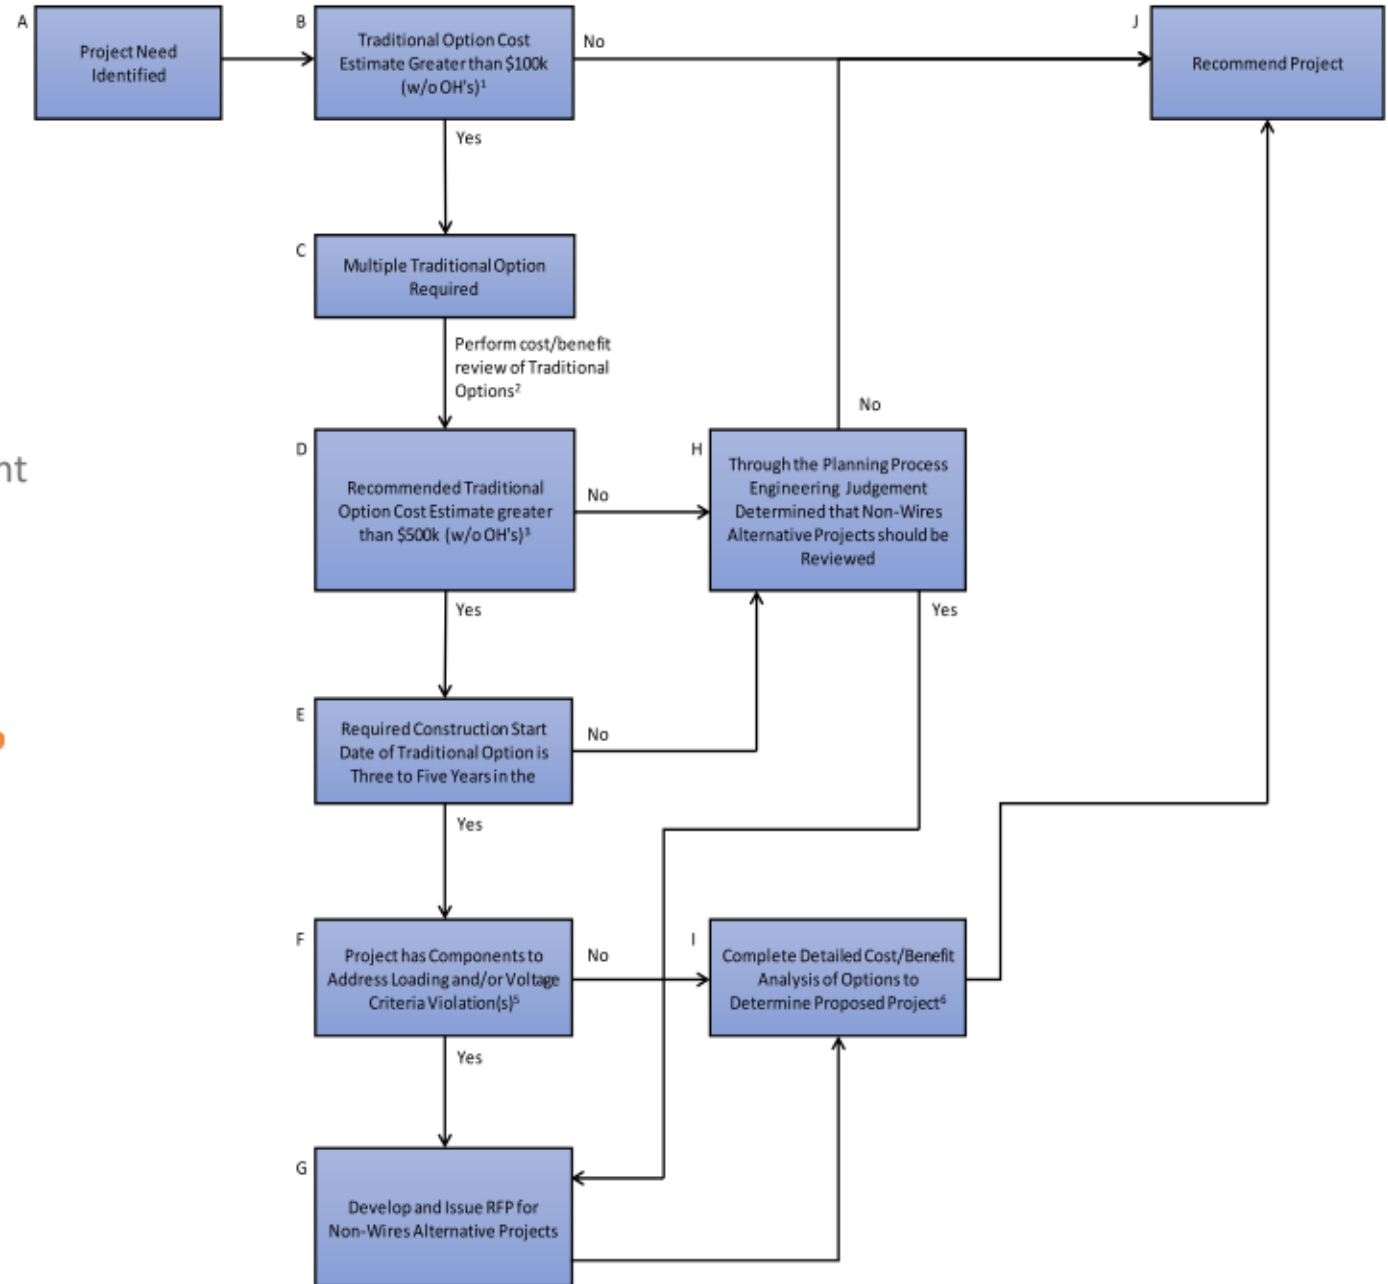 A
Project Need
Identified
B
Traditional Option Cost
Estimate Greater than $100k
(w/o OH's)¹
No
J
Recommend Project
Yes
C
Multiple Traditional Option
Required
Perform cost/benefit
review of Traditional
Options²
No
nt
D
Recommended Traditional
Option Cost Estimate greater
than $500k (w/o OH's)³
No
H
Through the Planning Process
Engineering Judgement
Determined that Non-Wires
Alternative Projects should be
Reviewed
Yes
Yes
E
Required Construction Start
Date of Traditional Option is
Three to Five Years in the
No
Yes
F
Project has Components to
Address Loading and/or Voltage
Criteria Violation(s)⁵
No
I
Complete Detailed Cost/Benefit
Analysis of Options to
Determine Proposed Project⁶
Yes
G
Develop and Issue RFP for
Non-Wires Alternative Projects